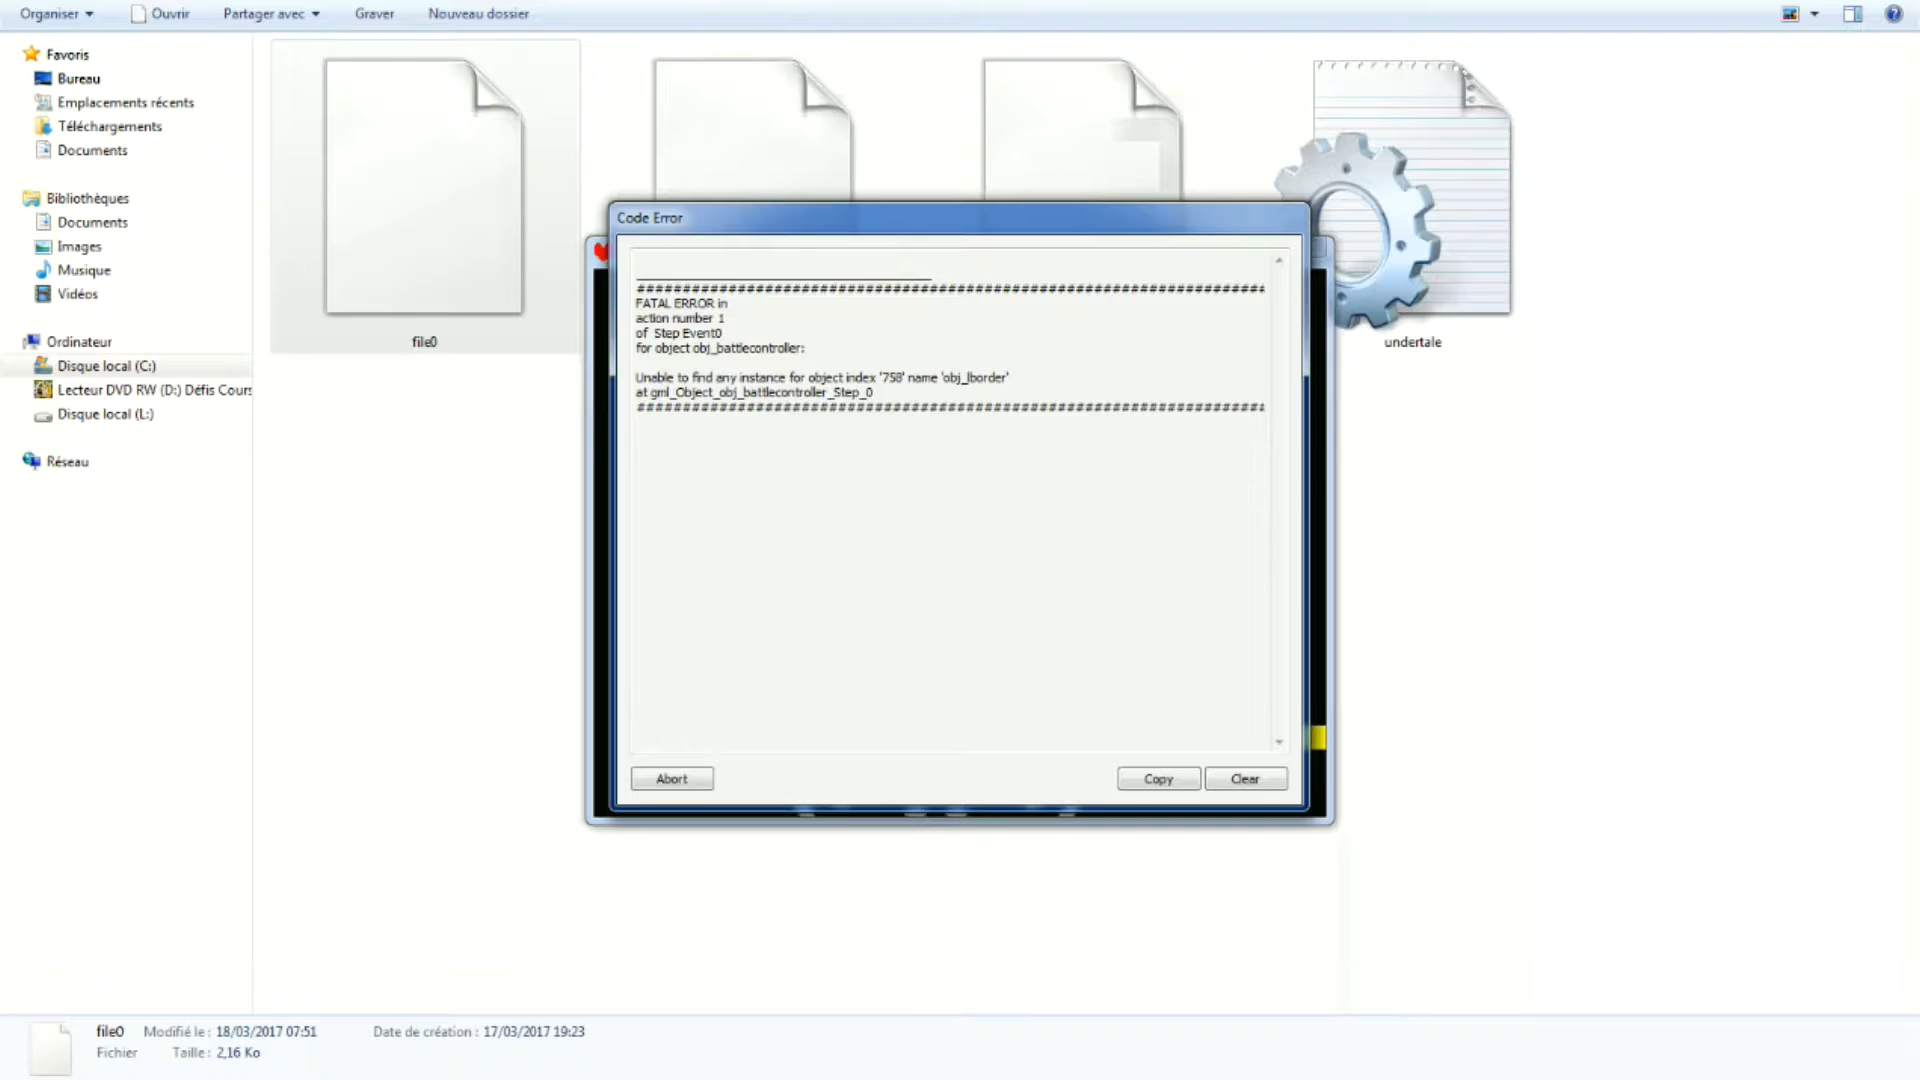 Organiser
Ouvrir
Partager avec
Graver
Nouveau dossier
Favoris
Bureau
Emplacements récents
Téléchargements
Documents
Bibliothèques
Documents
Images
Musique
Vidéos
Ordinateur
Disque local (C:)
Lecteur DVD RW (D:) Défis Cours
Disque local (L:)
Réseau
file0
undertale
Code Error
FATAL ERROR in
action number 1
of Step Event0
for object obj_battlecontroller:
Unable to find any instance for object index '758' name 'obj_lborder'
at gml_Object_obj_battlecontroller_Step_0
Abort
Copy
Clear
file0 Modifié le : 18/03/2017 07:51 Date de création : 17/03/2017 19:23
Fichier Taille : 2,16 Ko